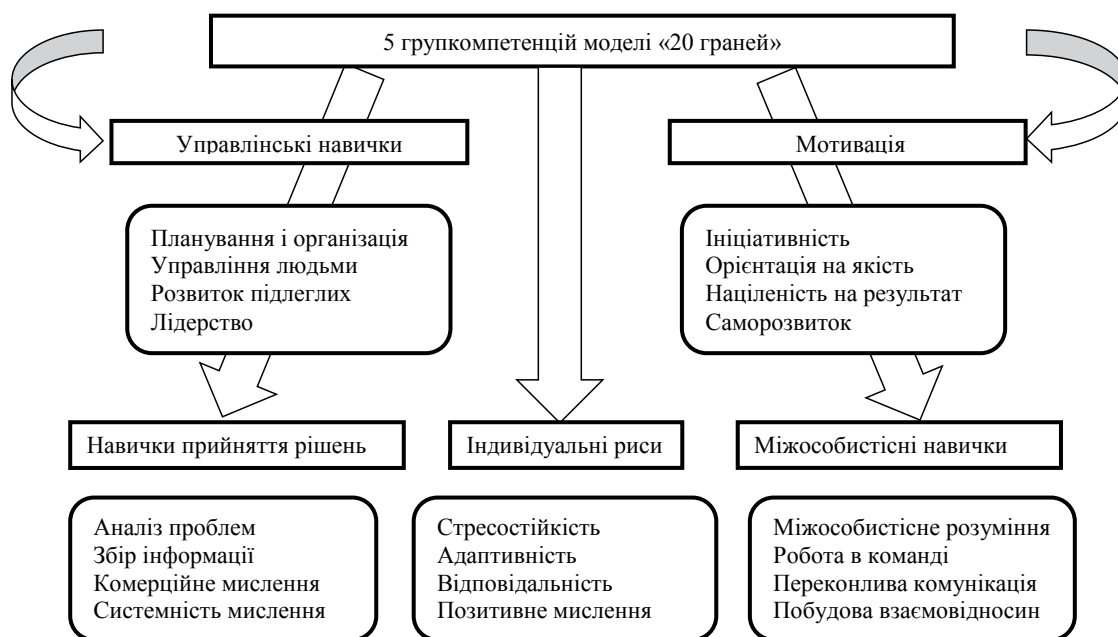 5 групкомпетенцій моделі «20 граней»
Управлінські навички
Мотивація
Планування і організація
Управління людьми
Розвиток підлеглих
Лідерство
Ініціативність
Орієнтація на якість
Націленість на результат
Саморозвиток
Навички прийняття рішень
Індивідуальні риси
Міжособистісні навички
Аналіз проблем
Збір інформації
Комерційне мислення
Системність мислення
Стресостійкість
Адаптивність
Відповідальність
Позитивне мислення
Міжособистісне розуміння
Робота в команді
Переконлива комунікація
Побудова взаємовідносин